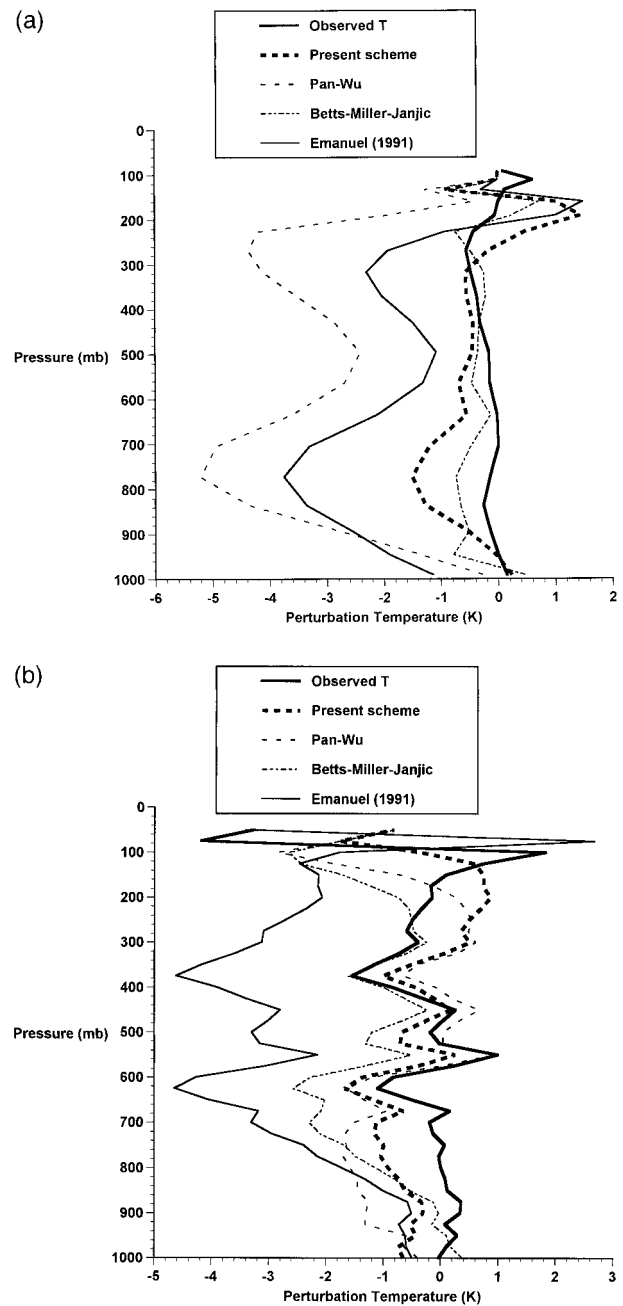 (a)
Observed T
Present scheme
Pan-Wu
Betts-Miller-Janjic
Emanuel (1991)
0
100
200
300
400
Pressure (mb)
500
600
700
800
900
1000
-6 -5 -4 -3 -2 -1 0 1 2
Perturbation Temperature (K)
(b)
Observed T
Present scheme
Pan-Wu
Betts-Miller-Janjic
Emanuel (1991)
0
100
200
300
400
Pressure (mb)
500
600
700
800
900
1000
-5 -4 -3 -2 -1 0 1 2 3
Perturbation Temperature (K)